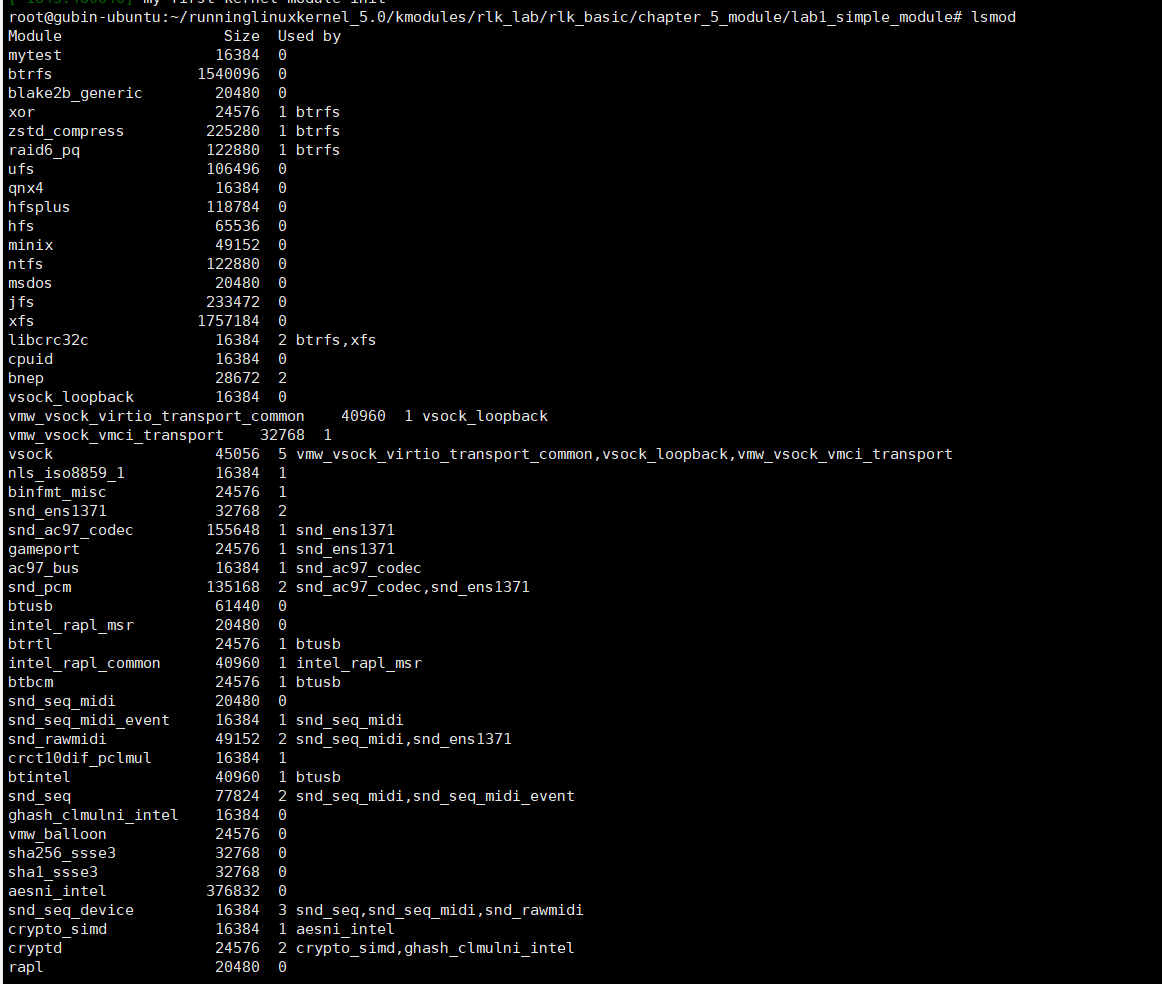 my first kernel module init
root@gubin-ubuntu:~/runninglinuxkernel_5.0/kmodules/rlk_lab/rlk_basic/chapter_5_module/lab1_simple_module# lsmod
Module                  Size  Used by
mytest                 16384  0
btrfs                1540096  0
blake2b_generic        20480  0
xor                    24576  1 btrfs
zstd_compress         225280  1 btrfs
raid6_pq              122880  1 btrfs
ufs                   106496  0
qnx4                   16384  0
hfsplus               118784  0
hfs                    65536  0
minix                  49152  0
ntfs                  122880  0
msdos                  20480  0
jfs                   233472  0
xfs                  1757184  0
libcrc32c              16384  2 btrfs,xfs
cpuid                  16384  0
bnep                   28672  2
vsock_loopback         16384  0
vmw_vsock_virtio_transport_common    40960  1 vsock_loopback
vmw_vsock_vmci_transport    32768  1
vsock                  45056  5 vmw_vsock_virtio_transport_common,vsock_loopback,vmw_vsock_vmci_transport
nls_iso8859_1          16384  1
binfmt_misc            24576  1
snd_ens1371            32768  2
snd_ac97_codec        155648  1 snd_ens1371
gameport               24576  1 snd_ens1371
ac97_bus               16384  1 snd_ac97_codec
snd_pcm               135168  2 snd_ac97_codec,snd_ens1371
btusb                  61440  0
intel_rapl_msr         20480  0
btrtl                  24576  1 btusb
intel_rapl_common      40960  1 intel_rapl_msr
btbcm                  24576  1 btusb
snd_seq_midi           20480  0
snd_seq_midi_event     16384  1 snd_seq_midi
snd_rawmidi            49152  2 snd_seq_midi,snd_ens1371
crct10dif_pclmul       16384  1
btintel                40960  1 btusb
snd_seq                77824  2 snd_seq_midi,snd_seq_midi_event
ghash_clmulni_intel    16384  0
vmw_balloon            24576  0
sha256_ssse3           32768  0
sha1_ssse3             32768  0
aesni_intel           376832  0
snd_seq_device         16384  3 snd_seq,snd_seq_midi,snd_rawmidi
crypto_simd            16384  1 aesni_intel
cryptd                 24576  2 crypto_simd,ghash_clmulni_intel
rapl                   20480  0